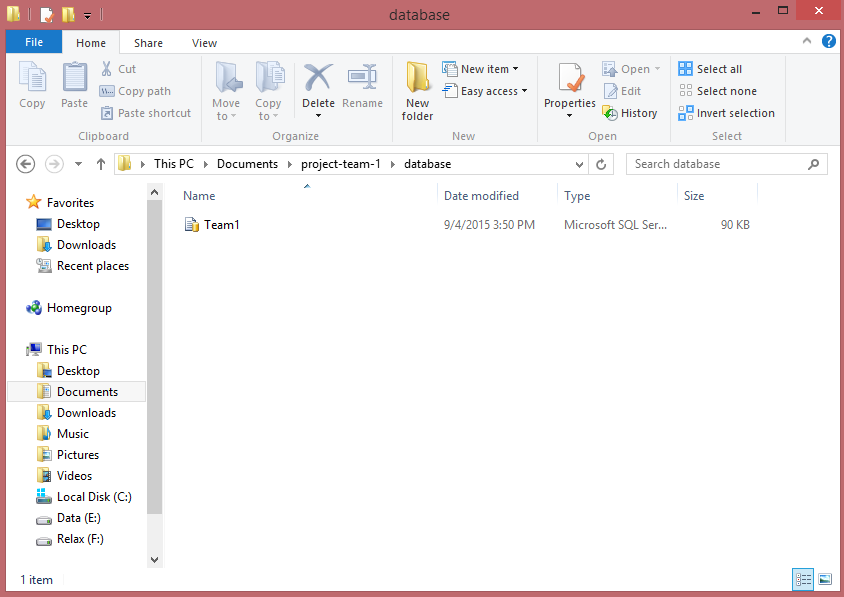 database
File Home Share View
Copy
Paste
Cut
Copy path
Paste shortcut
Clipboard
Move to
Copy to
Delete
Rename
Organize
New folder
New item
Easy access
New
Properties
Open
Edit
History
Open
Select all
Select none
Invert selection
Select
This PC project-team-1 database
Documents
Search database
Name Date modified Type Size
Team1 9/4/2015 3:50 PM Microsoft SQL Ser... 90 KB
Favorites
Desktop
Downloads
Recent places
Homegroup
This PC
Desktop
Documents
Downloads
Music
Pictures
Videos
Local Disk (C:)
Data (E:)
Relax (F:)
1 item